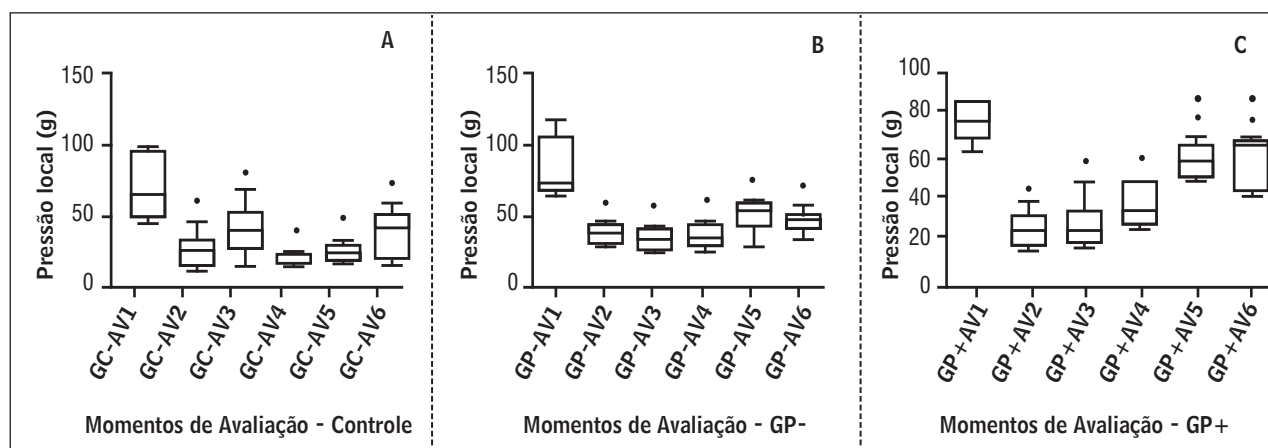 A
Pressão local (g)
150
100
50
0
GC-AV1
GC-AV2
GC-AV3
GC-AV4
GC-AV5
GC-AV6
Momentos de Avaliação - Controle
B
Pressão local (g)
150
100
50
0
GP-AV1
GP-AV2
GP-AV3
GP-AV4
GP-AV5
GP-AV6
Momentos de Avaliação - GP-
C
Pressão local (g)
100
80
60
40
20
0
GP+AV1
GP+AV2
GP+AV3
GP+AV4
GP+AV5
GP+AV6
Momentos de Avaliação - GP+